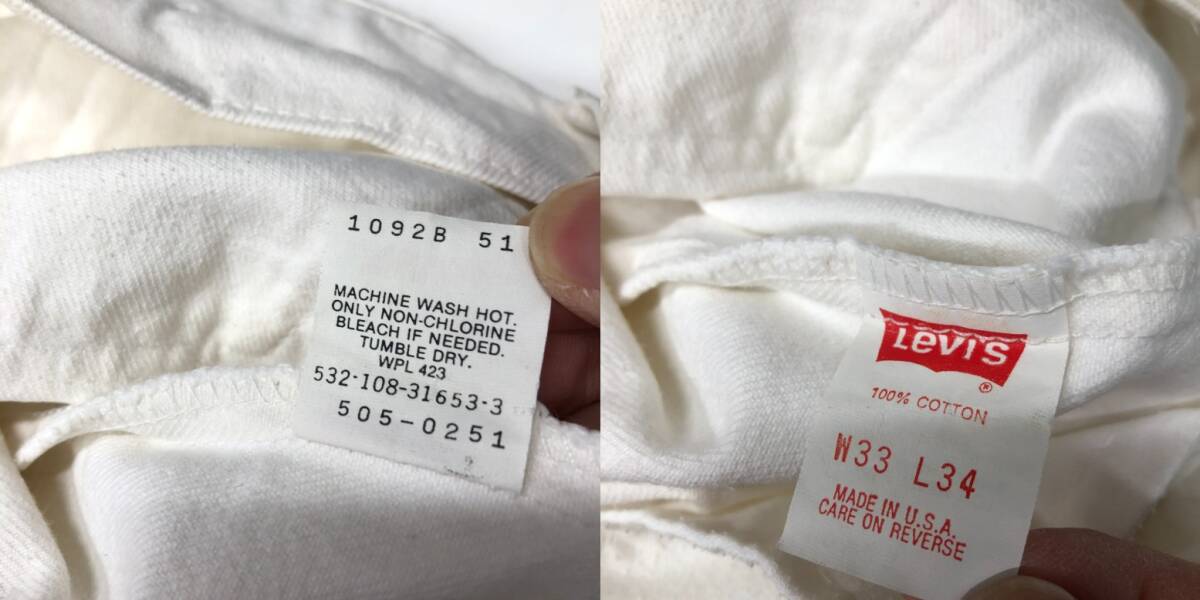 1092B 51
MACHINE WASH HOT.
ONLY NON-CHLORINE
BLEACH IF NEEDED.
TUMBLE DRY.
WPL 423
532-108-31653-3
505-0251
LEVI'S
®
100% COTTON
W33 L34
MADE IN U.S.A.
CARE ON REVERSE